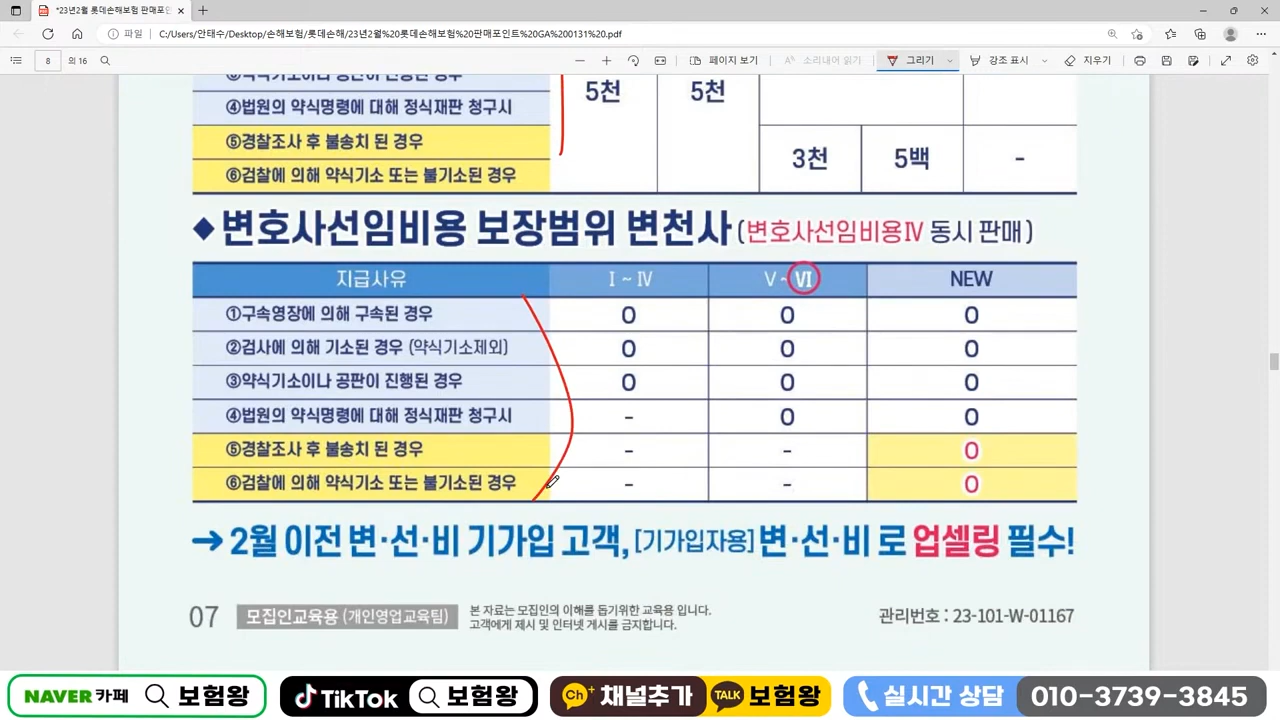 *23년2월 롯데손해보험 판매포인
파일 C:/Users/안태수/Desktop/손해보험/롯데손해/23년2월%20롯데손해보험%20판매포인트%20GA%200131%20.pdf
8 의 16 페이지 보기 소리내어 읽기 그리기 강조 표시 지우기
④법원의 약식명령에 대해 정식재판 청구시 5천 5천
⑤경찰조사 후 불송치 된 경우
⑥검찰에 의해 약식기소 또는 불기소된 경우 3천 5백 -
◆ 변호사선임비용 보장범위 변천사 (변호사선임비용Ⅳ 동시 판매)
지급사유 Ⅰ ~ Ⅳ Ⅴ ~ Ⅵ NEW
①구속영장에 의해 구속된 경우 O O O
②검사에 의해 기소된 경우 (약식기소제외) O O O
③약식기소이나 공판이 진행된 경우 O O O
④법원의 약식명령에 대해 정식재판 청구시 - O O
⑤경찰조사 후 불송치 된 경우 - - O
⑥검찰에 의해 약식기소 또는 불기소된 경우 - - O
→ 2월 이전 변·선·비 기가입 고객, [기가입자용] 변·선·비 로 업셀링 필수!
07 모집인교육용 (개인영업교육팀) 본 자료는 모집인의 이해를 돕기위한 교육용 입니다.
고객에게 제시 및 인터넷 게시를 금지합니다.
관리번호 : 23-101-W-01167
NAVER 카페 보험왕 TikTok 보험왕 Ch+ 채널추가 TALK 보험왕 실시간 상담 010-3739-3845